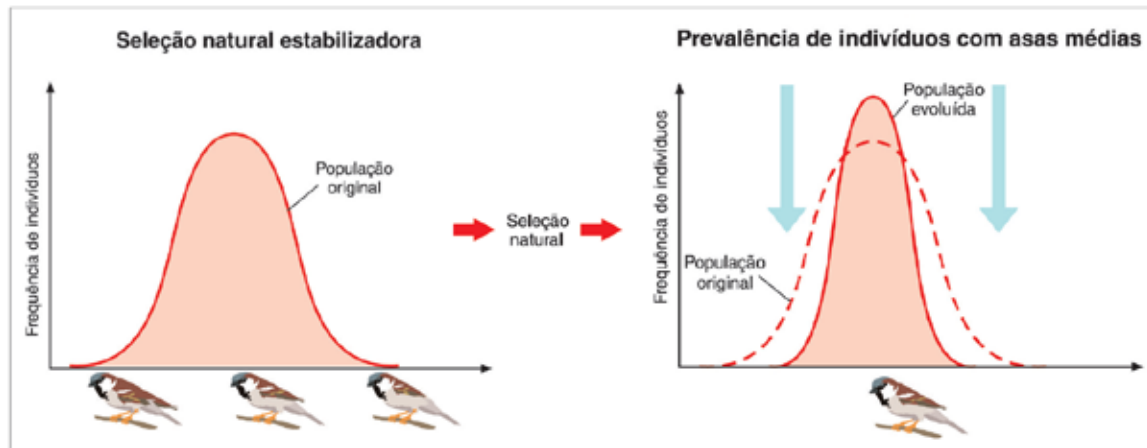 Seleção natural estabilizadora
Frequência de indivíduos
População
original
Seleção
natural
Prevalência de indivíduos com asas médias
Frequência de indivíduos
População
evoluída
População
original